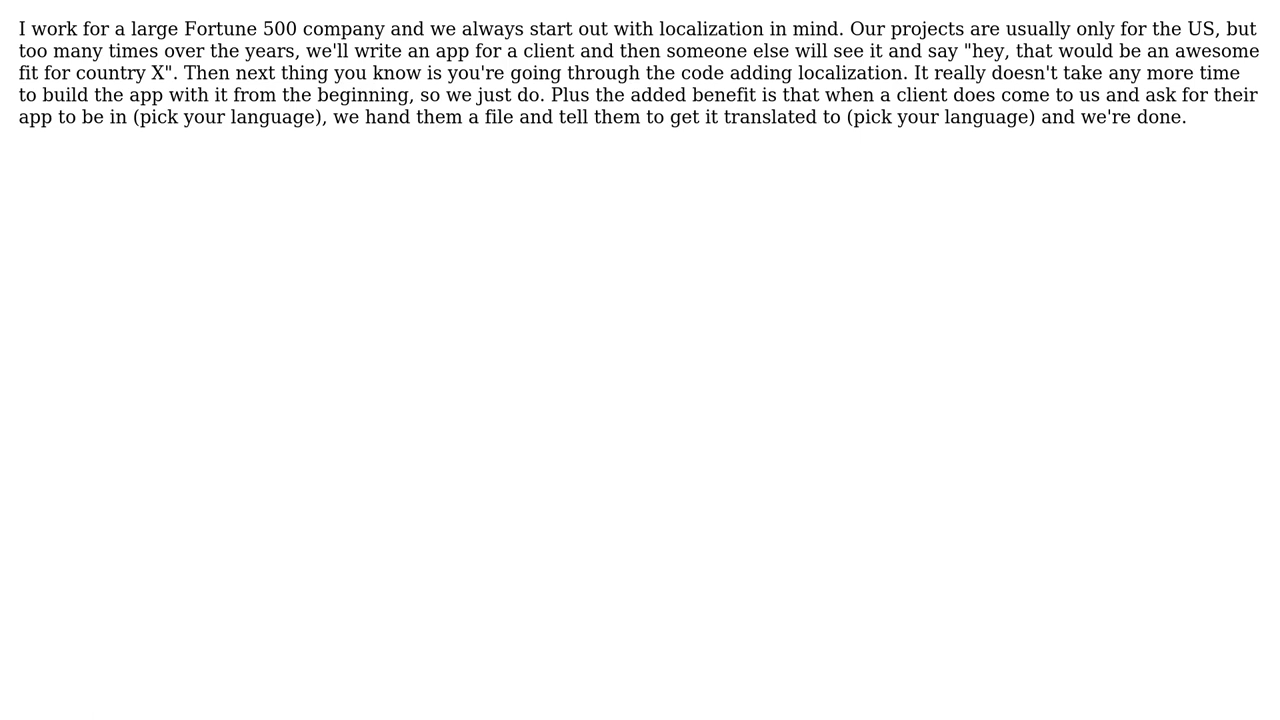 I work for a large Fortune 500 company and we always start out with localization in mind. Our projects are usually only for the US, but
too many times over the years, we'll write an app for a client and then someone else will see it and say "hey, that would be an awesome
fit for country X". Then next thing you know is you're going through the code adding localization. It really doesn't take any more time
to build the app with it from the beginning, so we just do. Plus the added benefit is that when a client does come to us and ask for their
app to be in (pick your language), we hand them a file and tell them to get it translated to (pick your language) and we're done.